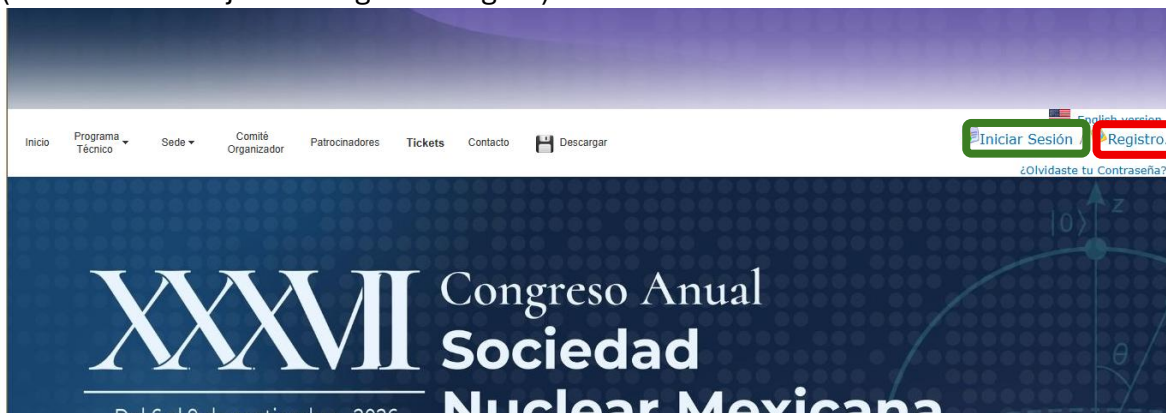 English version
Inicio Programa Técnico Sede Comité Organizador Patrocinadores Tickets Contacto Descargar
Iniciar Sesión / Registro.
¿Olvidaste tu Contraseña?
|0⟩ z
XXXVII Congreso Anual
Sociedad
θ
Nuclear Mexicana